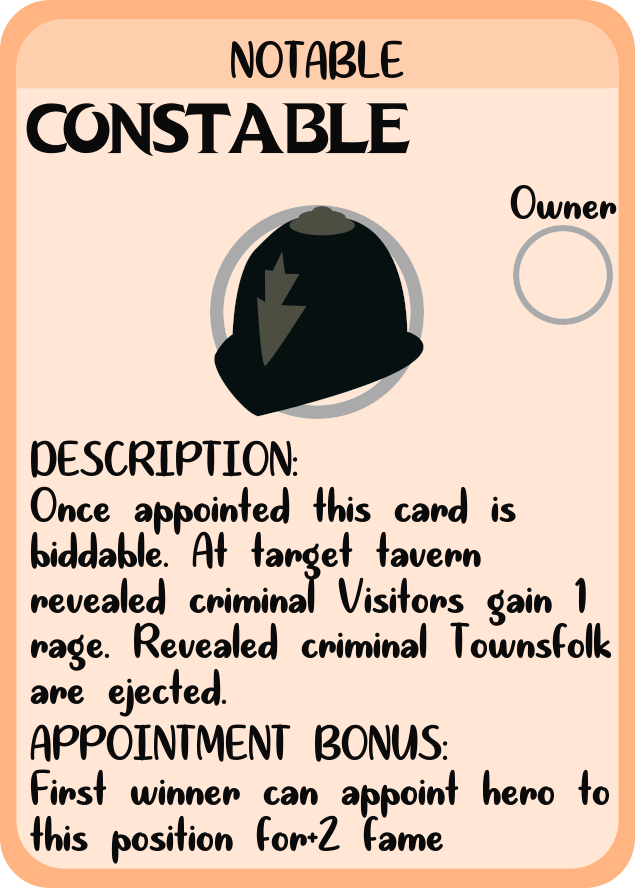 NOTABLE
CONSTABLE
Owner
DESCRIPTION:
Once appointed this card is
biddable. At target tavern
revealed criminal Visitors gain 1
rage. Revealed criminal Townsfolk
are ejected.
APPOINTMENT BONUS:
First winner can appoint hero to
this position for+2 fame